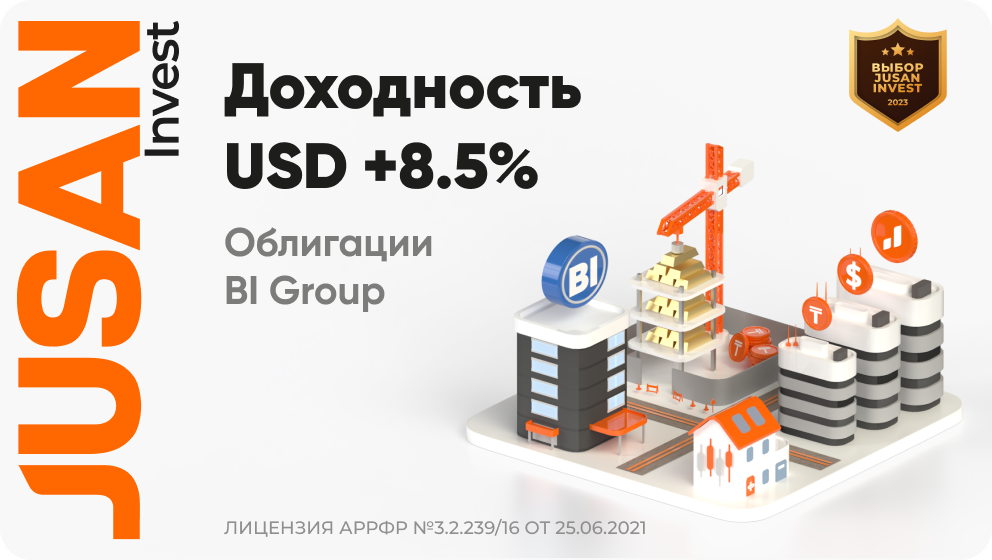 JUSAN
Invest
Доходность
USD +8.5%
Облигации
BI Group
ВЫБОР
JUSAN
INVEST
2023
BI
$
₸
₸
ЛИЦЕНЗИЯ АРРФР №3.2.239/16 ОТ 25.06.2021